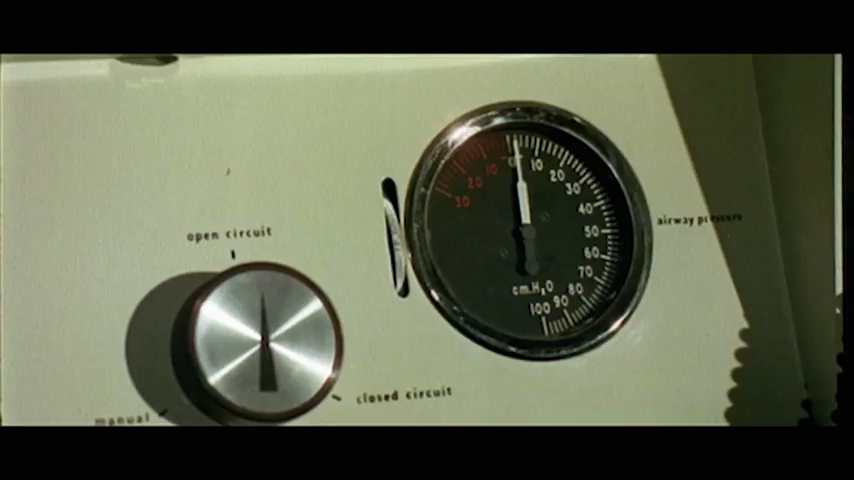 30
20
10
0
10
20
30
40
50
60
70
80
90
100
cm.H₂O
airway pressure
open circuit
closed circuit
manual